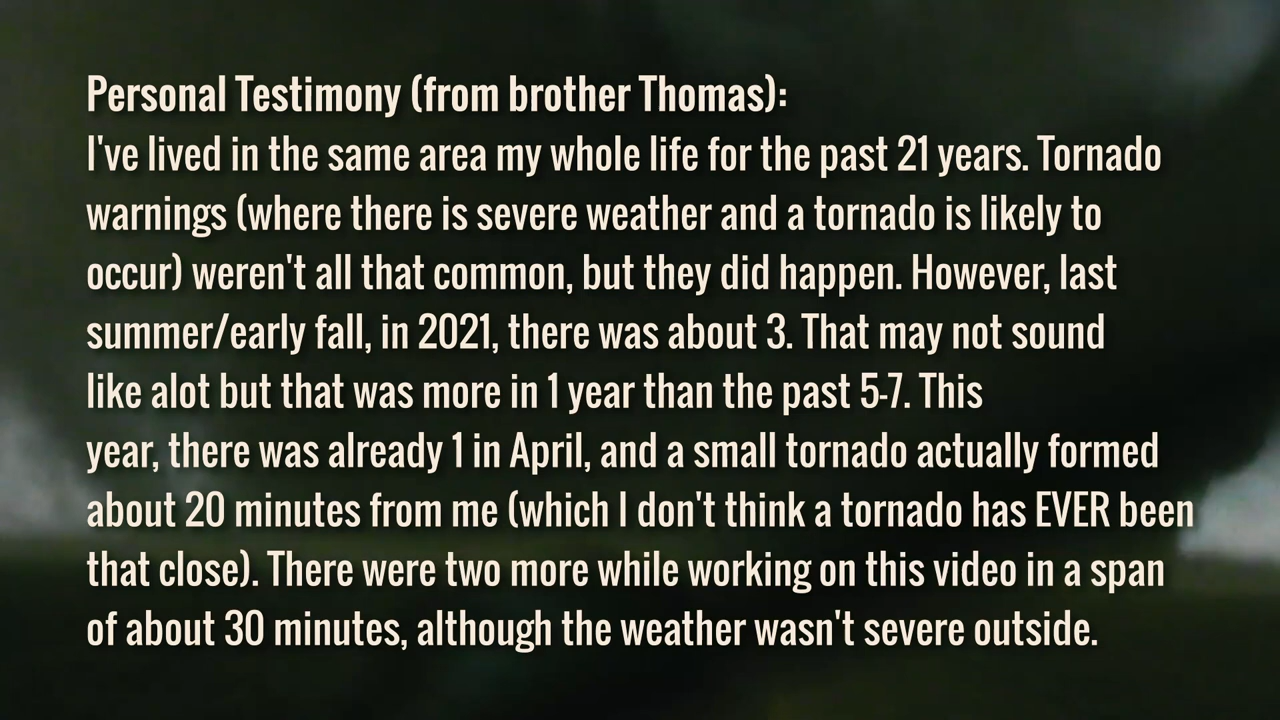 Personal Testimony (from brother Thomas):
I've lived in the same area my whole life for the past 21 years. Tornado
warnings (where there is severe weather and a tornado is likely to
occur) weren't all that common, but they did happen. However, last
summer/early fall, in 2021, there was about 3. That may not sound
like alot but that was more in 1 year than the past 5-7. This
year, there was already 1 in April, and a small tornado actually formed
about 20 minutes from me (which I don't think a tornado has EVER been
that close). There were two more while working on this video in a span
of about 30 minutes, although the weather wasn't severe outside.